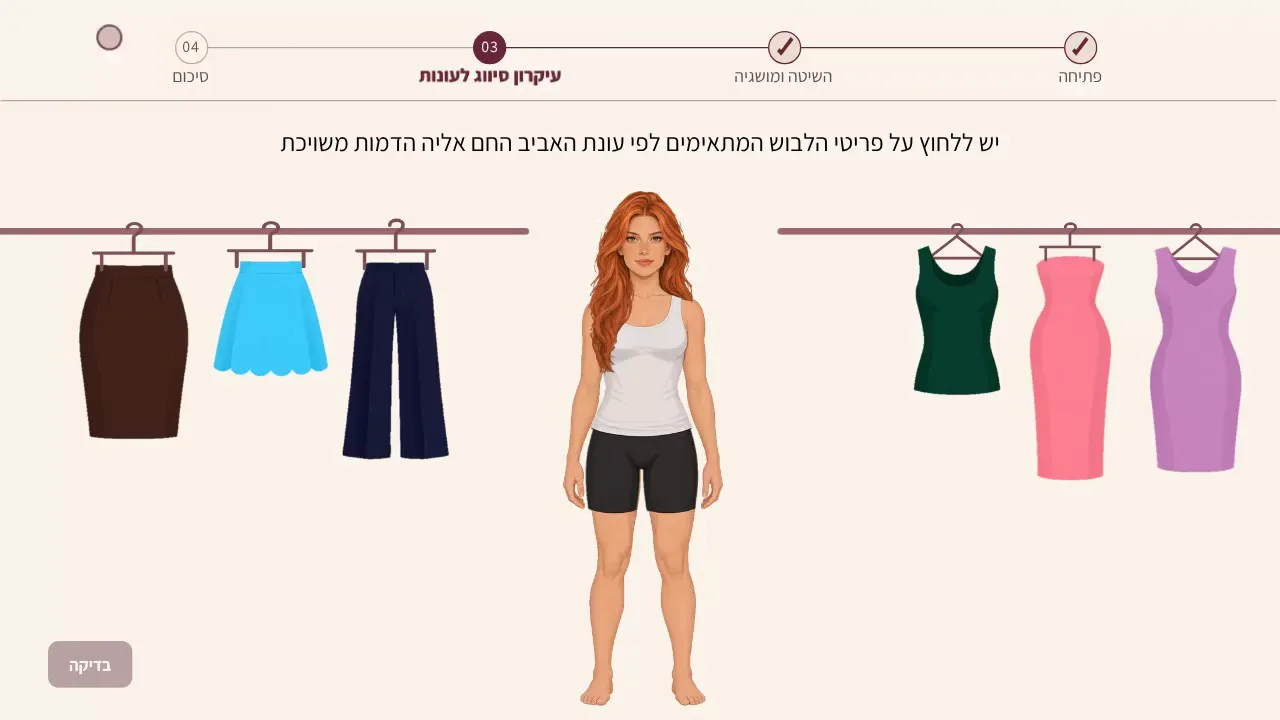 פתיחה
השיטה ומושגיה
03
עיקרון סיווג לעונות
04
סיכום
יש ללחוץ על פריטי הלבוש המתאימים לפי עונת האביב החם אליה הדמות משויכת
בדיקה